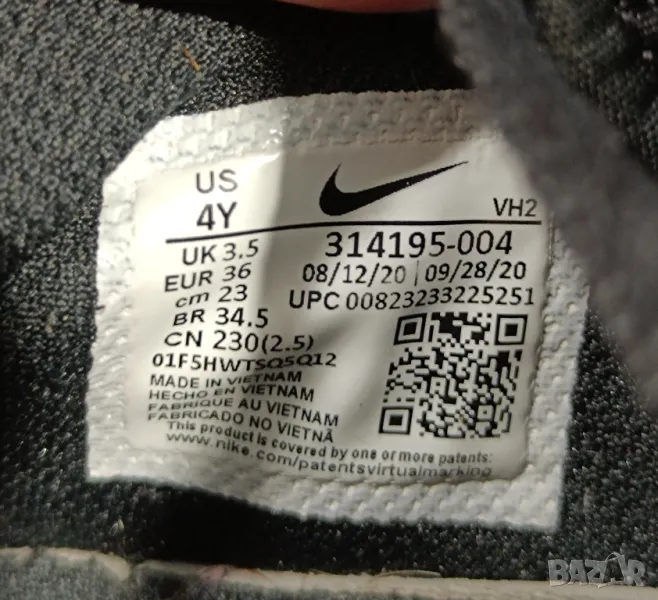 US
4Y
VH2
UK 3.5
EUR 36
cm 23
BR 34.5
CN 230(2.5)
314195-004
08/12/20 | 09/28/20
UPC 00823233225251
01F5HWTSQ5Q12
MADE IN VIETNAM
HECHO EN VIETNAM
FABRIQUE AU VIETNAM
FABRICADO NO VIETNÃ
This product is covered by one or more patents:
www.nike.com/patentsvirtualmarking
BAZAR